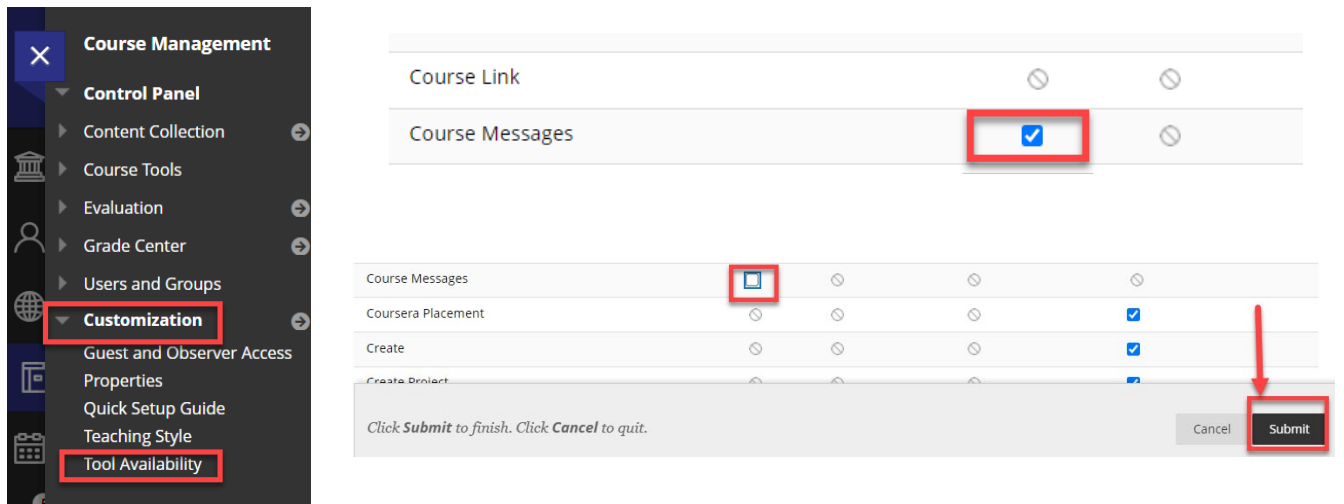 Course Management
Control Panel
Content Collection
Course Tools
Evaluation
Grade Center
Users and Groups
Customization
Guest and Observer Access
Properties
Quick Setup Guide
Teaching Style
Tool Availability
Course Link
Course Messages
Course Messages
Coursera Placement
Create
Create Project
Click Submit to finish. Click Cancel to quit.
Cancel
Submit